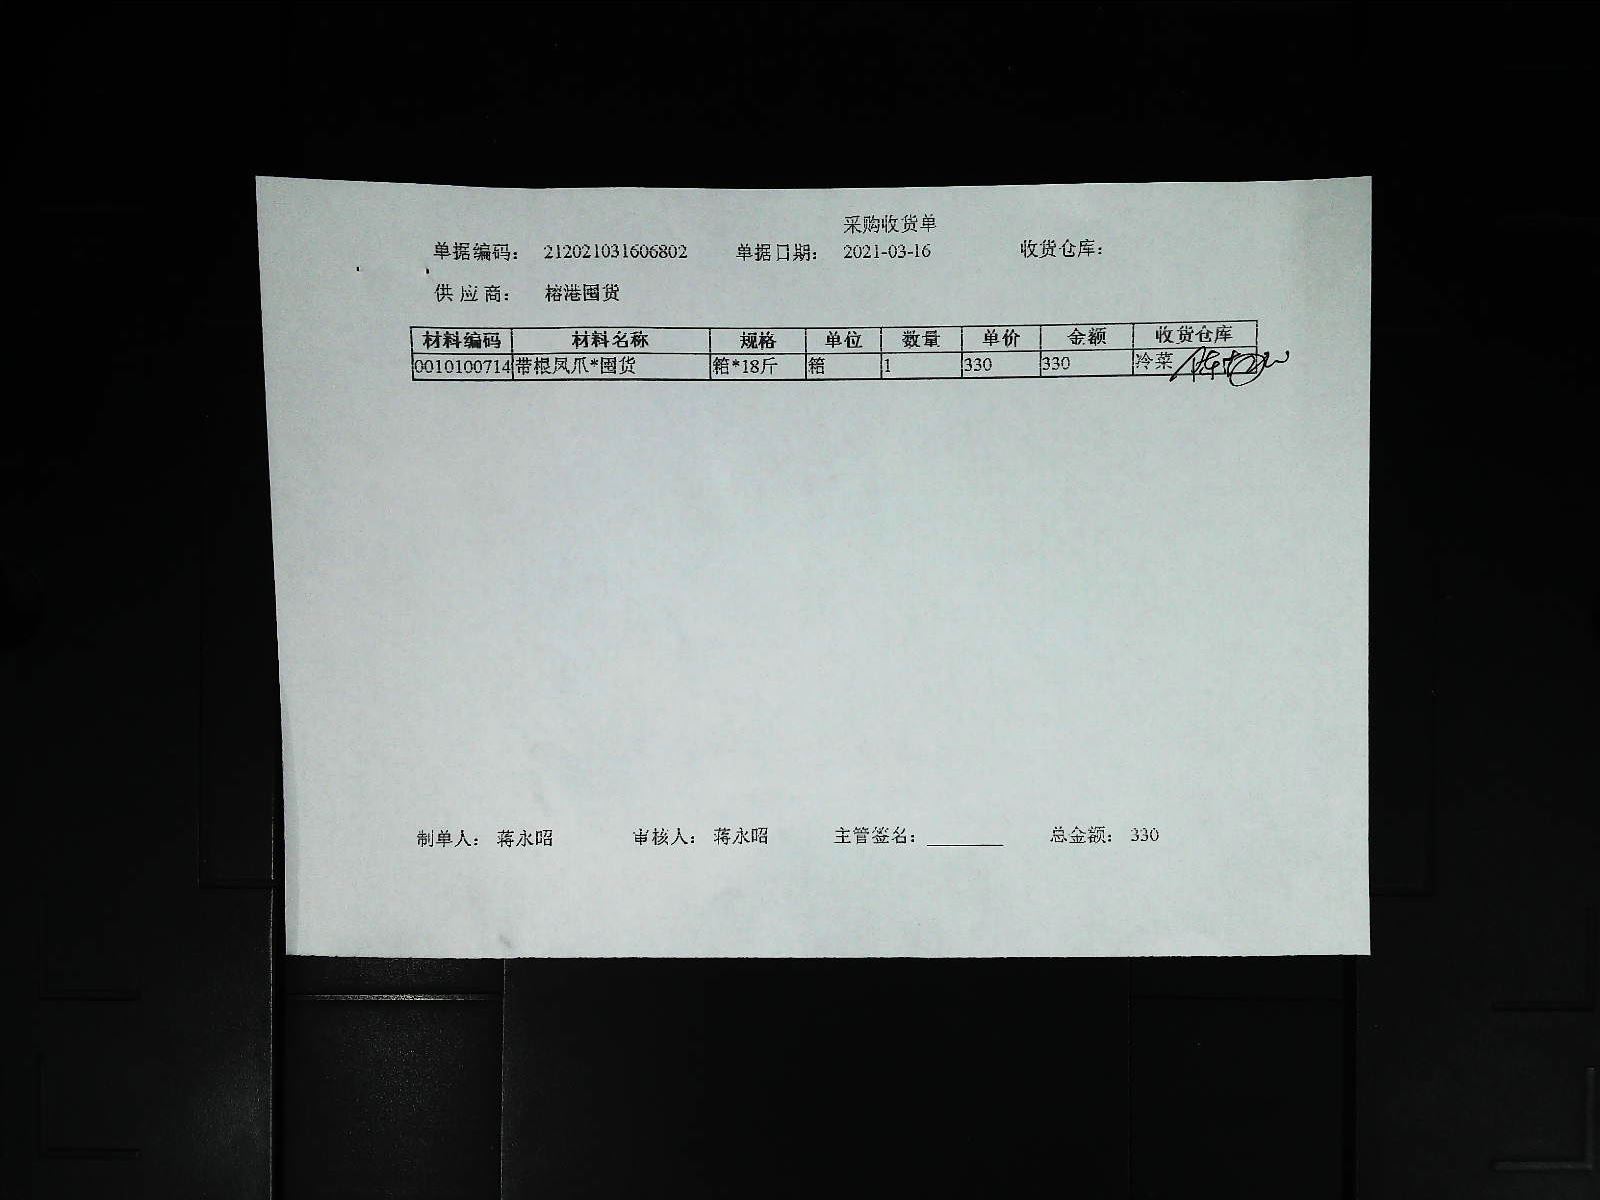 采购收货单
单据编码： 212021031606802 单据日期： 2021-03-16 收货仓库：
供 应 商： 榕港囤货
材料编码 材料名称 规格 单位 数量 单价 金额 收货仓库
0010100714 带根凤爪*囤货 箱*18斤 箱 1 330 330 冷菜
制单人： 蒋永昭 审核人： 蒋永昭 主管签名： 总金额： 330